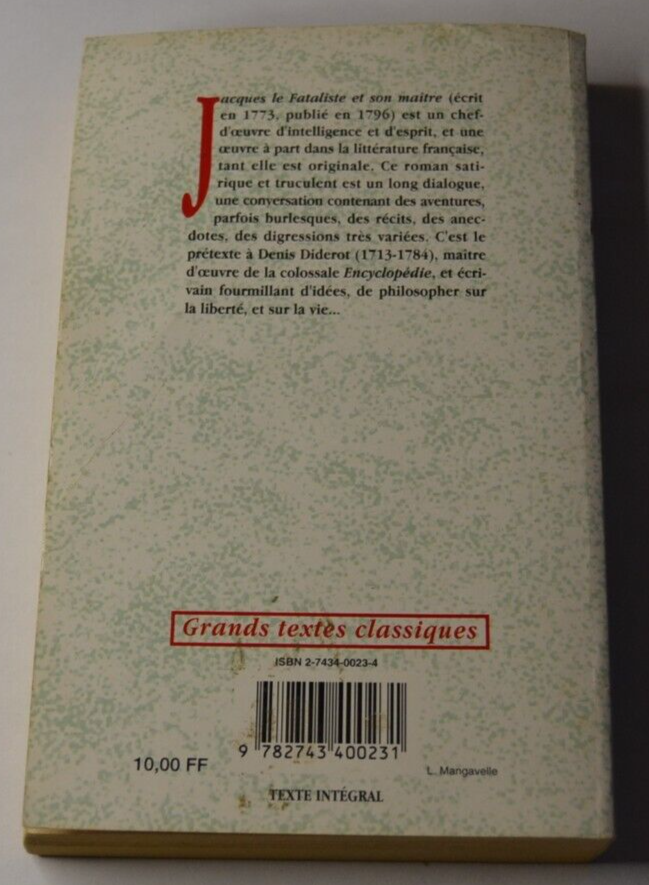 Jacques le Fataliste et son maître (écrit
en 1773, publié en 1796) est un chef-
d'œuvre d'intelligence et d'esprit, et une
œuvre à part dans la littérature française,
tant elle est originale. Ce roman sati-
rique et truculent est un long dialogue,
une conversation contenant des aventures,
parfois burlesques, des récits, des anec-
dotes, des digressions très variées. C'est le
prétexte à Denis Diderot (1713-1784), maître
d'œuvre de la colossale Encyclopédie, et écri-
vain fourmillant d'idées, de philosopher sur
la liberté, et sur la vie...
Grands textes classiques
ISBN 2-7434-0023-4
9 782743 400231
10,00 FF
L. Mangavelle
TEXTE INTÉGRAL